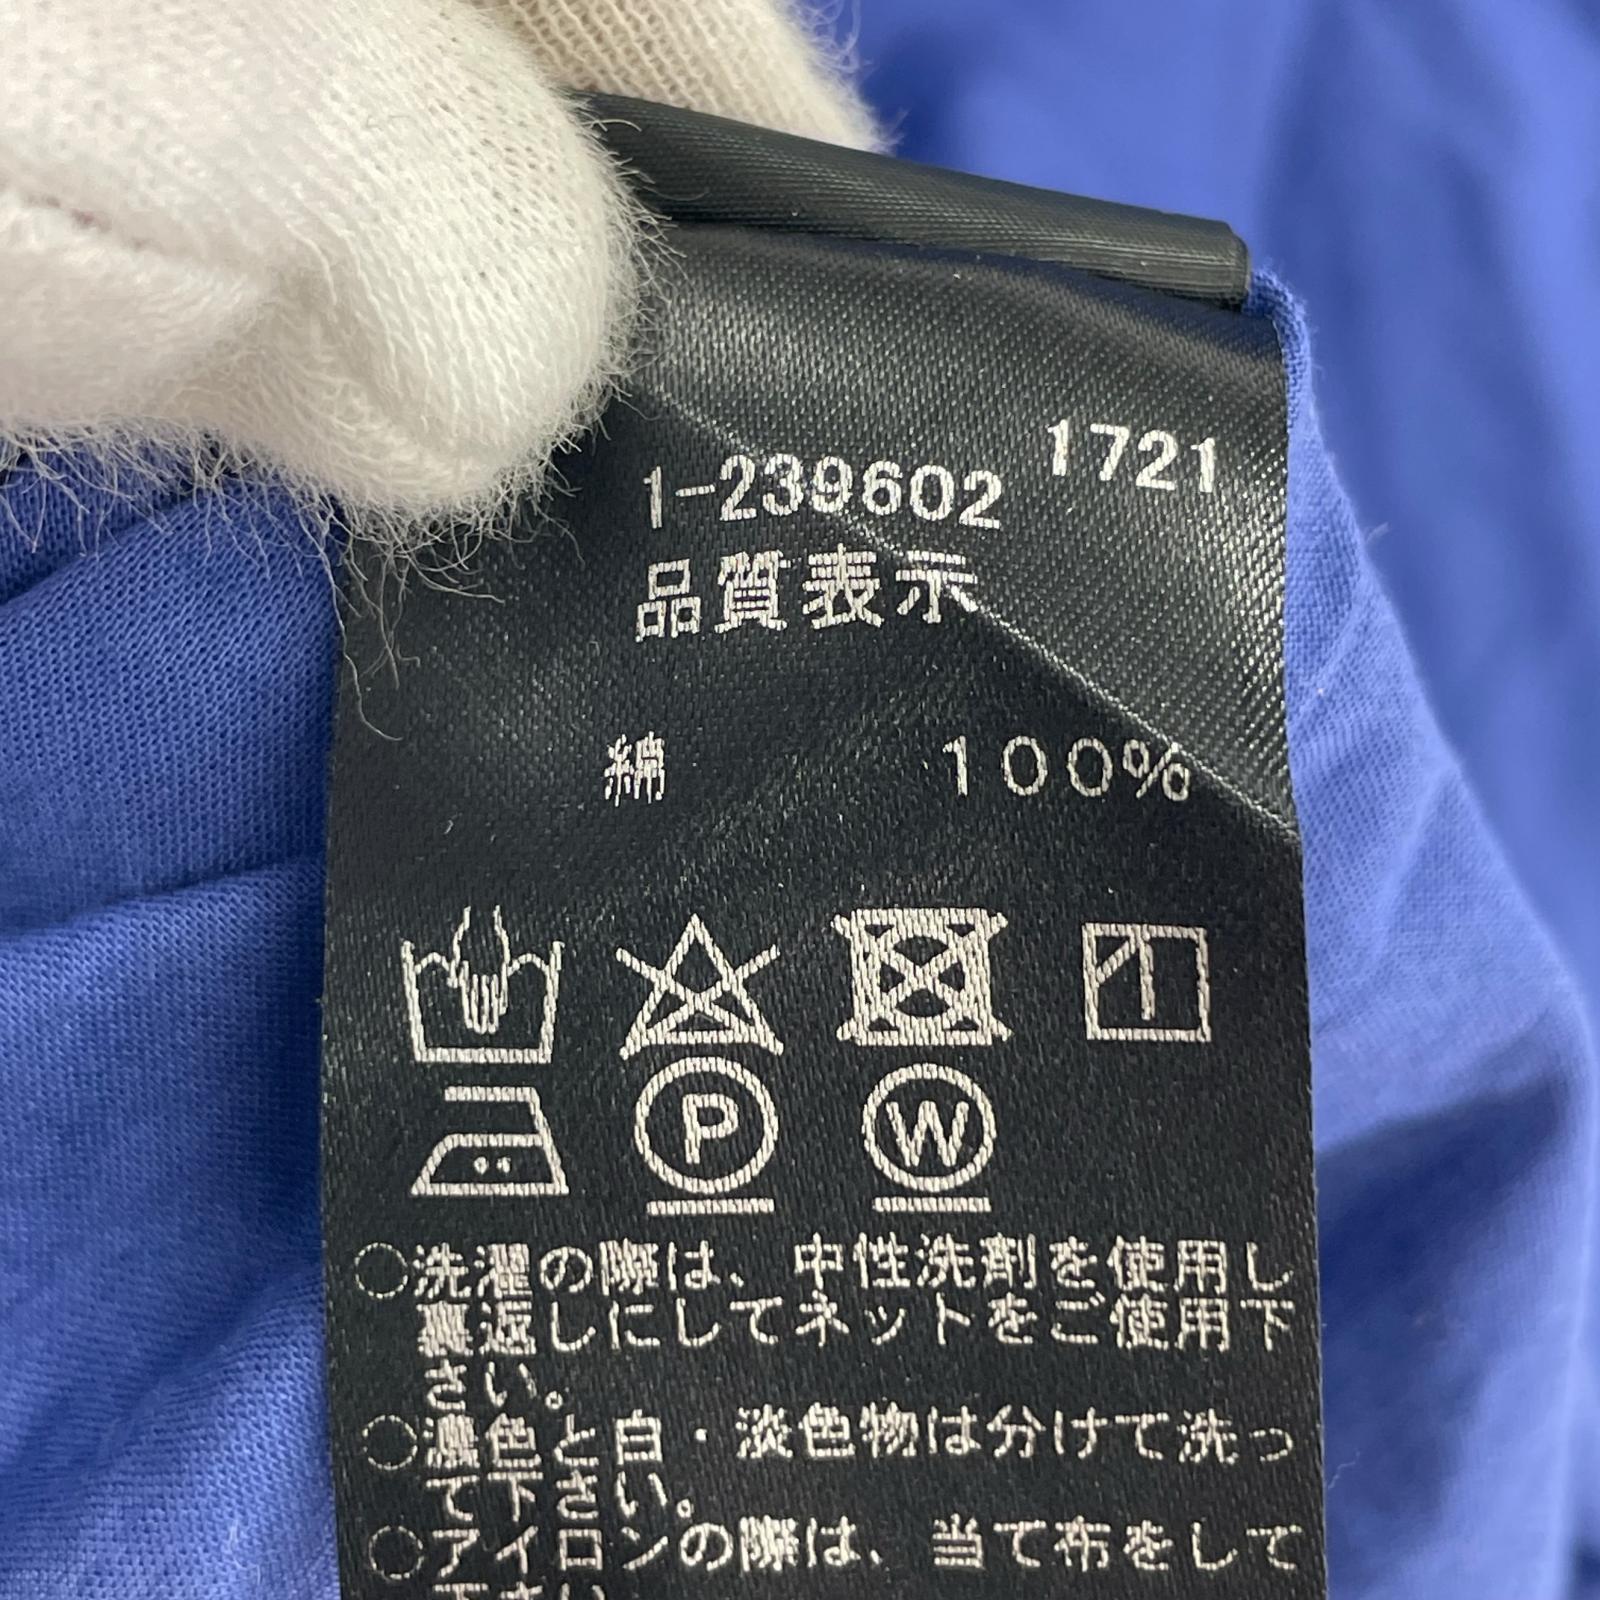 1721
1-239602
品質表示
綿 100%
P W
○洗濯の際は、中性洗剤を使用し
裏返しにしてネットをご使用下
さい。
○濃色と白・淡色物は分けて洗っ
て下さい。
○アイロンの際は、当て布をして
下さい